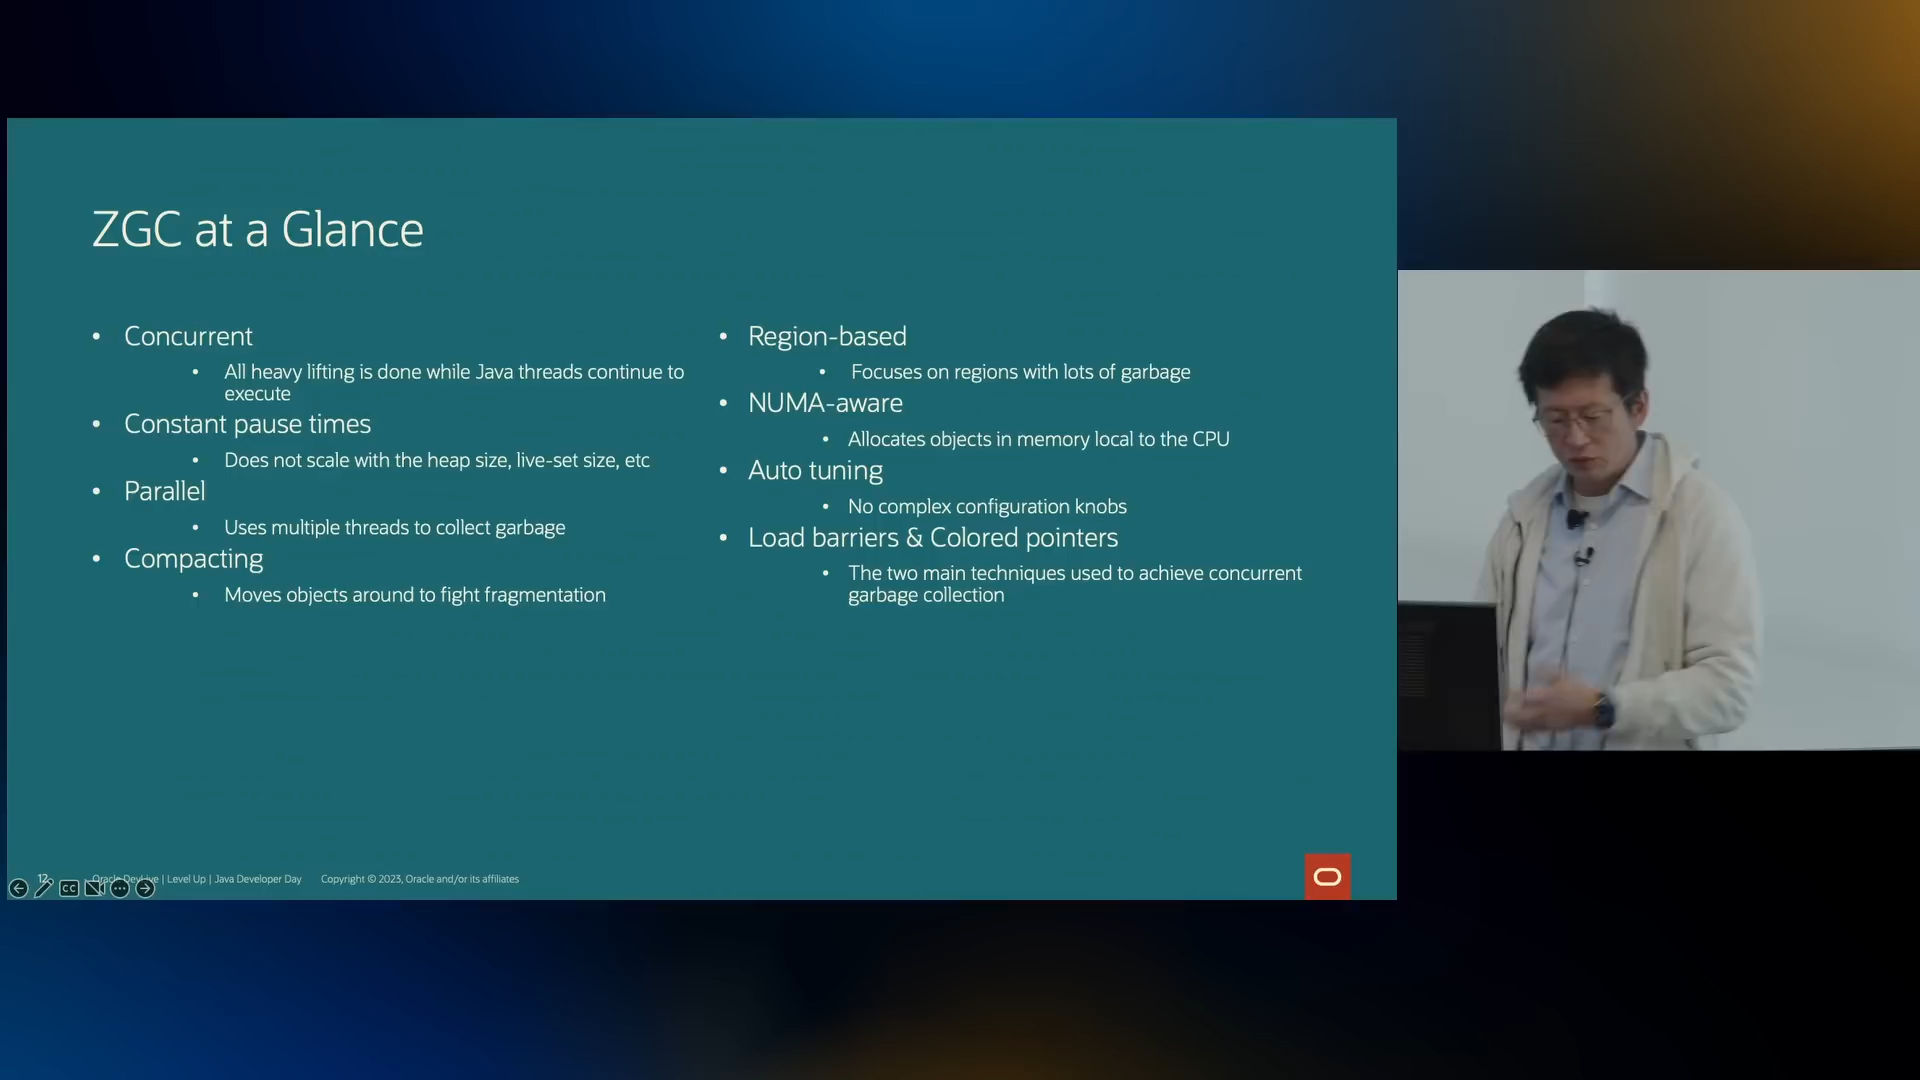 ZGC at a Glance
• Concurrent
• All heavy lifting is done while Java threads continue to
execute
• Constant pause times
• Does not scale with the heap size, live-set size, etc
• Parallel
• Uses multiple threads to collect garbage
• Compacting
• Moves objects around to fight fragmentation
• Region-based
• Focuses on regions with lots of garbage
• NUMA-aware
• Allocates objects in memory local to the CPU
• Auto tuning
• No complex configuration knobs
• Load barriers & Colored pointers
• The two main techniques used to achieve concurrent
garbage collection
12 Oracle DevLive | Level Up | Java Developer Day Copyright © 2023, Oracle and/or its affiliates
CC